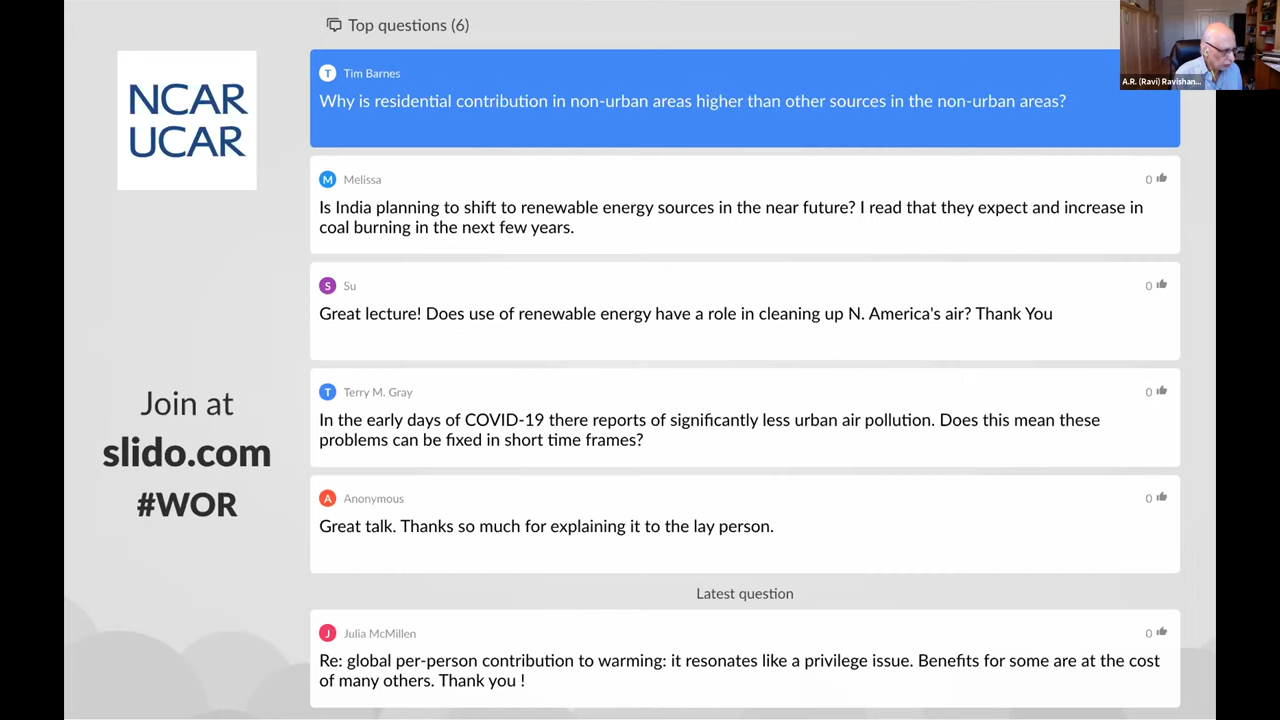 Top questions (6)
NCAR
UCAR
T Tim Barnes
Why is residential contribution in non-urban areas higher than other sources in the non-urban areas?
A.R. (Ravi) Ravishan...
M Melissa
0
Is India planning to shift to renewable energy sources in the near future? I read that they expect and increase in
coal burning in the next few years.
S Su
0
Great lecture! Does use of renewable energy have a role in cleaning up N. America's air? Thank You
Join at
slido.com
#WOR
T Terry M. Gray
0
In the early days of COVID-19 there reports of significantly less urban air pollution. Does this mean these
problems can be fixed in short time frames?
A Anonymous
0
Great talk. Thanks so much for explaining it to the lay person.
Latest question
J Julia McMillen
0
Re: global per-person contribution to warming: it resonates like a privilege issue. Benefits for some are at the cost
of many others. Thank you !